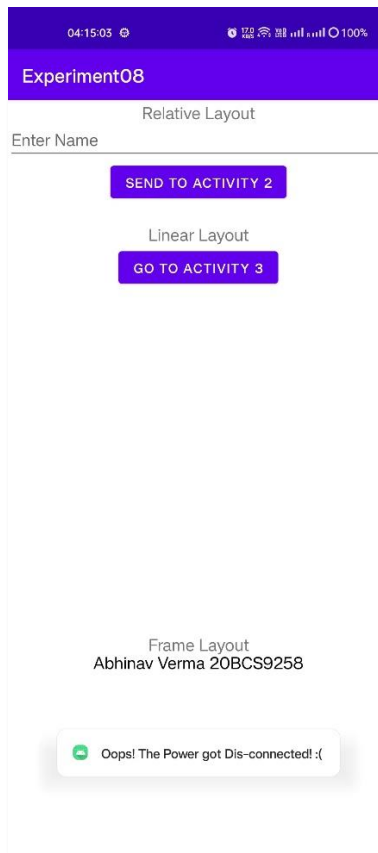 04:15:03 100%
Experiment08
Relative Layout
Enter Name
SEND TO ACTIVITY 2
Linear Layout
GO TO ACTIVITY 3
Frame Layout
Abhinav Verma 20BCS9258
Oops! The Power got Dis-connected! :(